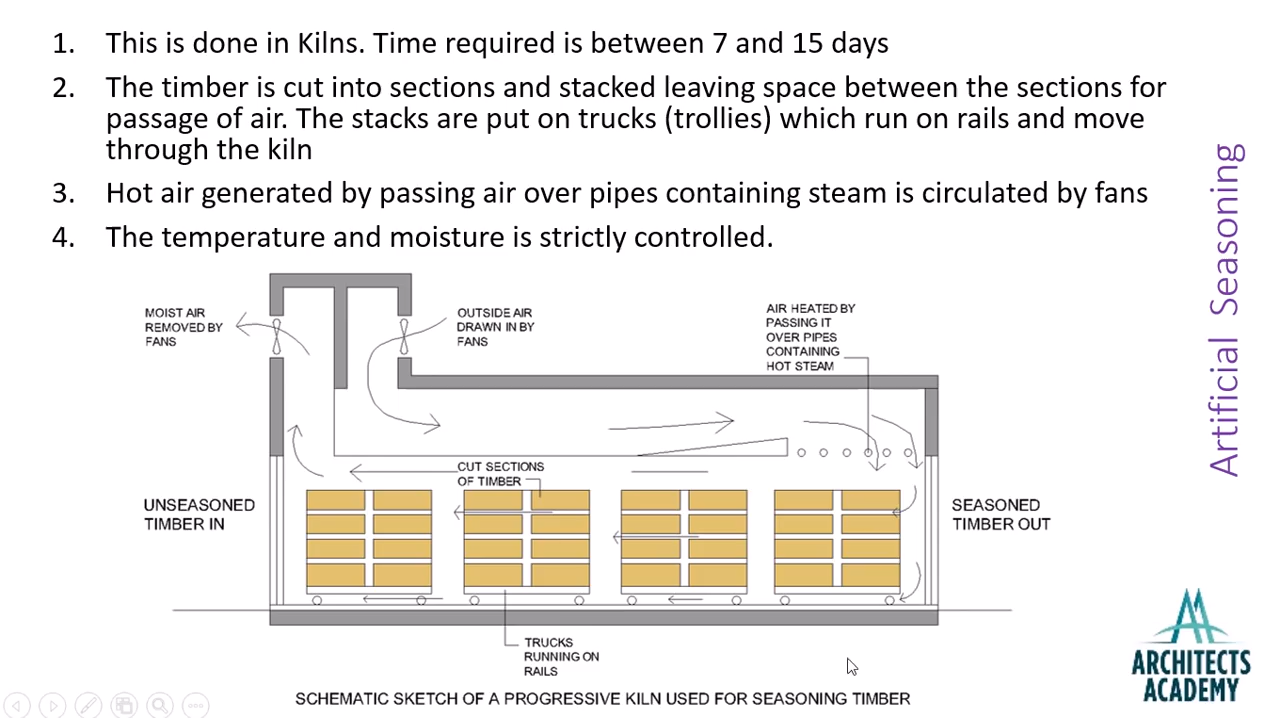 1. This is done in Kilns. Time required is between 7 and 15 days
2. The timber is cut into sections and stacked leaving space between the sections for
passage of air. The stacks are put on trucks (trollies) which run on rails and move
through the kiln
3. Hot air generated by passing air over pipes containing steam is circulated by fans
4. The temperature and moisture is strictly controlled.
Artificial Seasoning
MOIST AIR
REMOVED BY
FANS
OUTSIDE AIR
DRAWN IN BY
FANS
AIR HEATED BY
PASSING IT
OVER PIPES
CONTAINING
HOT STEAM
CUT SECTIONS
OF TIMBER
UNSEASONED
TIMBER IN
SEASONED
TIMBER OUT
TRUCKS
RUNNING ON
RAILS
SCHEMATIC SKETCH OF A PROGRESSIVE KILN USED FOR SEASONING TIMBER
ARCHITECTS
ACADEMY